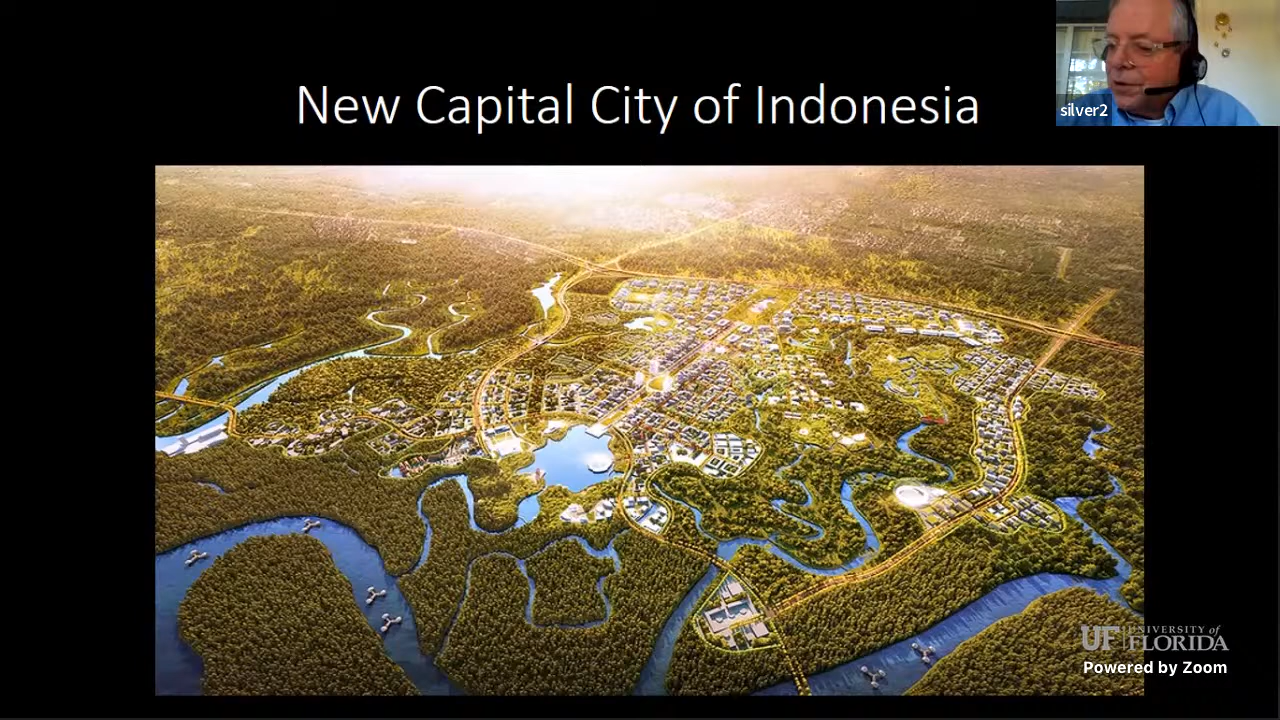 New Capital City of Indonesia
silver2
UF UNIVERSITY of
FLORIDA
Powered by Zoom